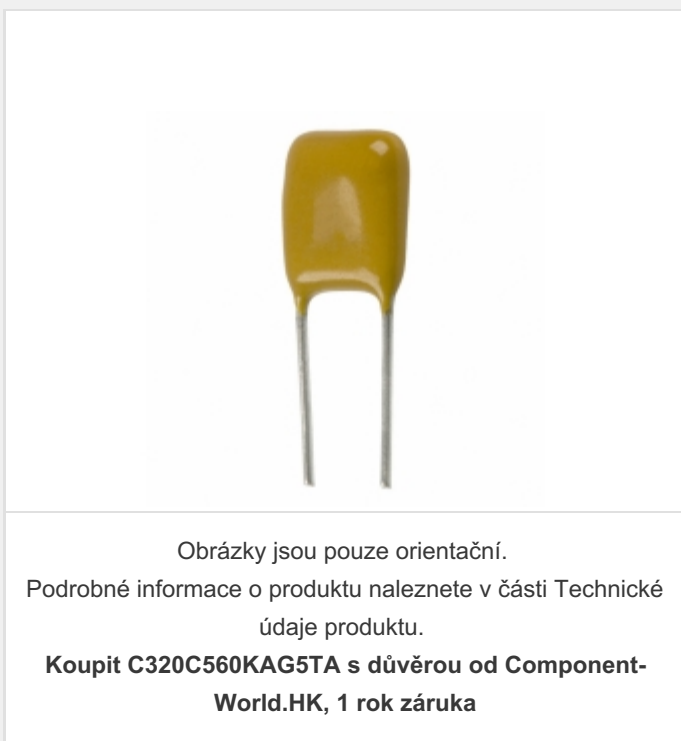 Obrázky jsou pouze orientační.
Podrobné informace o produktu naleznete v části Technické
údaje produktu.
Koupit C320C560KAG5TA s důvěrou od Component-
World.HK, 1 rok záruka